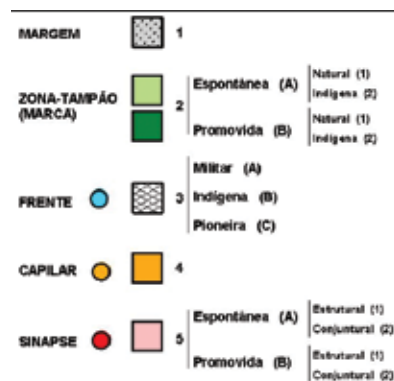 MARGEM 1
ZONA-TAMPÃO (MARCA) 2
Espontânea (A)
Natural (1)
Indígena (2)
Promovida (B)
Natural (1)
Indígena (2)
FRENTE 3
Militar (A)
Indígena (B)
Pioneira (C)
CAPILAR 4
SINAPSE 5
Espontânea (A)
Estrutural (1)
Conjuntural (2)
Promovida (B)
Estrutural (1)
Conjuntural (2)